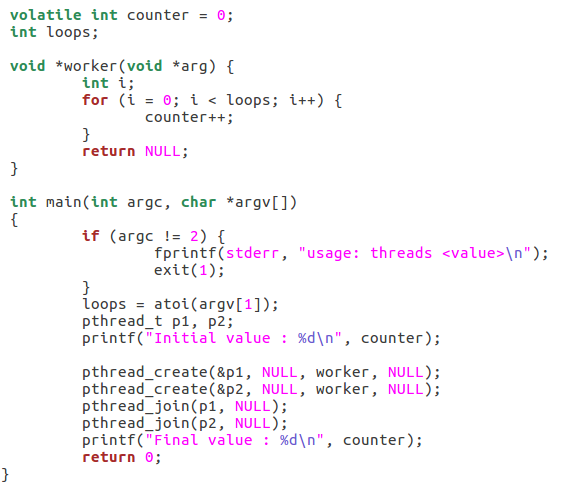 volatile int counter = 0;
int loops;

void *worker(void *arg) {
        int i;
        for (i = 0; i < loops; i++) {
                counter++;
        }
        return NULL;
}

int main(int argc, char *argv[])
{
        if (argc != 2) {
                fprintf(stderr, "usage: threads <value>\n");
                exit(1);
        }
        loops = atoi(argv[1]);
        pthread_t p1, p2;
        printf("Initial value : %d\n", counter);

        pthread_create(&p1, NULL, worker, NULL);
        pthread_create(&p2, NULL, worker, NULL);
        pthread_join(p1, NULL);
        pthread_join(p2, NULL);
        printf("Final value : %d\n", counter);
        return 0;
}